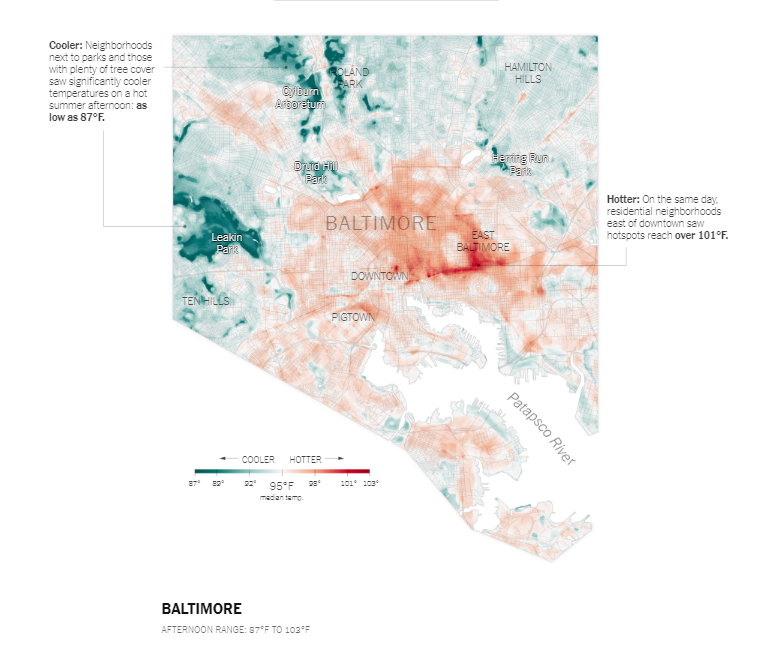 Cooler: Neighborhoods
next to parks and those
with plenty of tree cover
saw significantly cooler
temperatures on a hot
summer afternoon: as
low as 87°F.
ROLAND
PARK
HAMILTON
HILLS
Cylburn
Arboretum
Druid Hill
Park
Herring Run
Park
Hotter: On the same day,
residential neighborhoods
east of downtown saw
hotspots reach over 101°F.
BALTIMORE
EAST
BALTIMORE
Leakin
Park
DOWNTOWN
TEN HILLS
PIGTOWN
Patapsco River
COOLER HOTTER
87° 89° 92° 95°F 98° 101° 103°
median temp.
BALTIMORE
AFTERNOON RANGE: 87°F TO 103°F